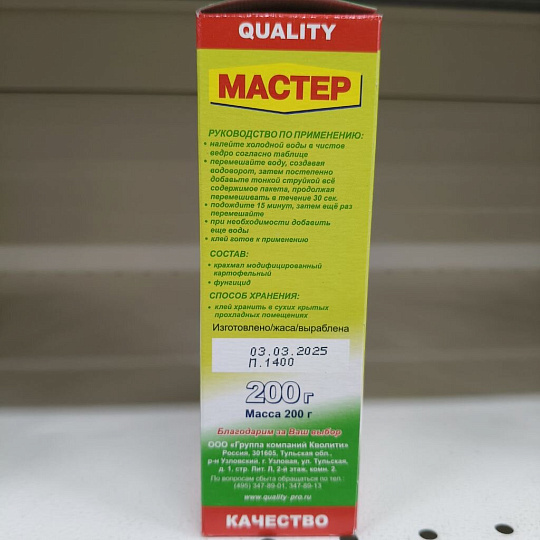 QUALITY
МАСТЕР
РУКОВОДСТВО ПО ПРИМЕНЕНИЮ:
• налейте холодной воды в чистое
ведро согласно таблице
• перемешайте воду, создавая
водоворот, затем постепенно
добавьте тонкой струйкой всё
содержимое пакета, продолжая
перемешивать в течение 30 сек.
• подождите 15 минут, затем ещё раз
перемешайте
• при необходимости добавить
еще воды
• клей готов к применению
СОСТАВ:
• крахмал модифицированный
картофельный
• фунгицид
СПОСОБ ХРАНЕНИЯ:
• клей хранить в сухих крытых
прохладных помещениях
Изготовлено/жаса/выраблена
03.03.2025
П.1400
200 г
Масса 200 г
Благодарим за Ваш выбор
ООО «Группа компаний Кволити»
Россия, 301605, Тульская обл.,
р-н Узловский, г. Узловая, ул. Тульская,
д. 1, стр. Лит. Л, 2-й этаж, комн. 2.
По вопросам сбыта обращаться по тел.:
(495) 347-89-01, 347-89-13
www.quality-pro.ru
КАЧЕСТВО